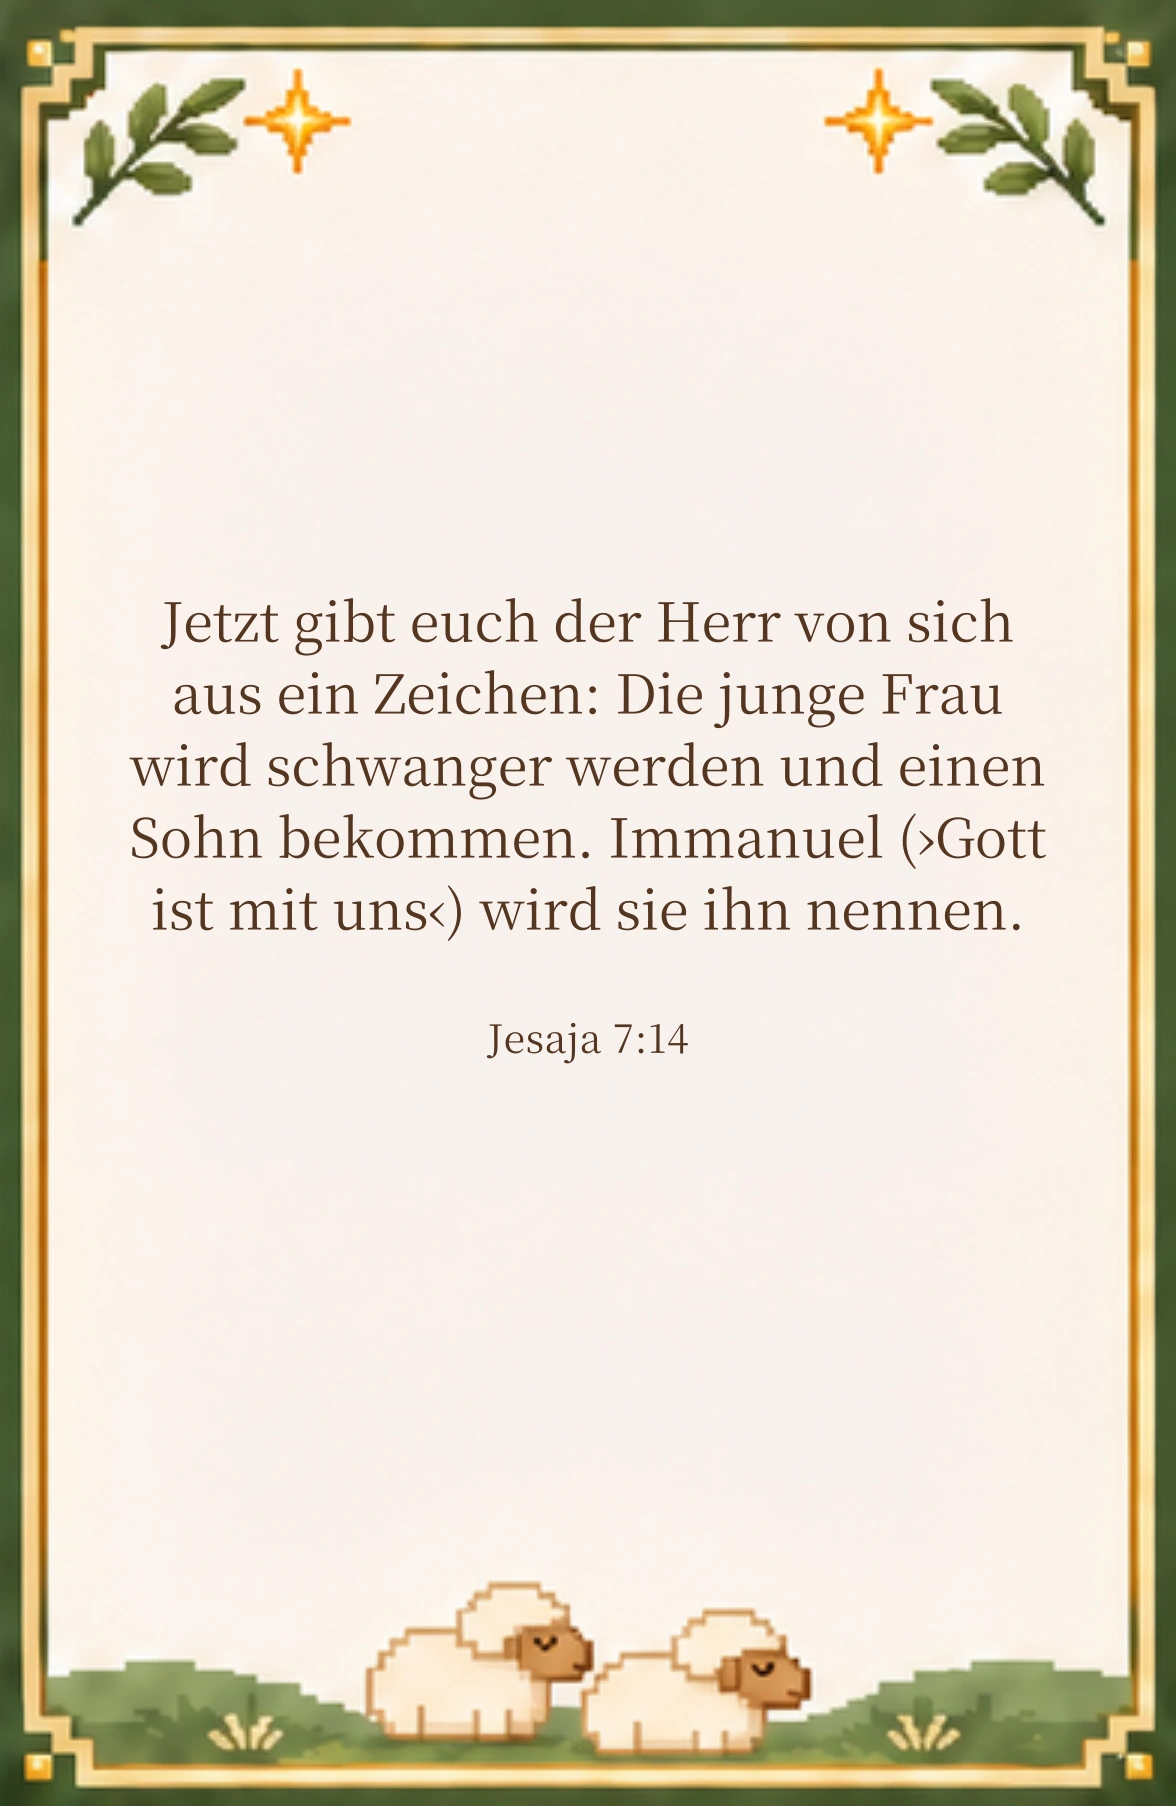 Jetzt gibt euch der Herr von sich
aus ein Zeichen: Die junge Frau
wird schwanger werden und einen
Sohn bekommen. Immanuel (›Gott
ist mit uns‹) wird sie ihn nennen.
Jesaja 7:14